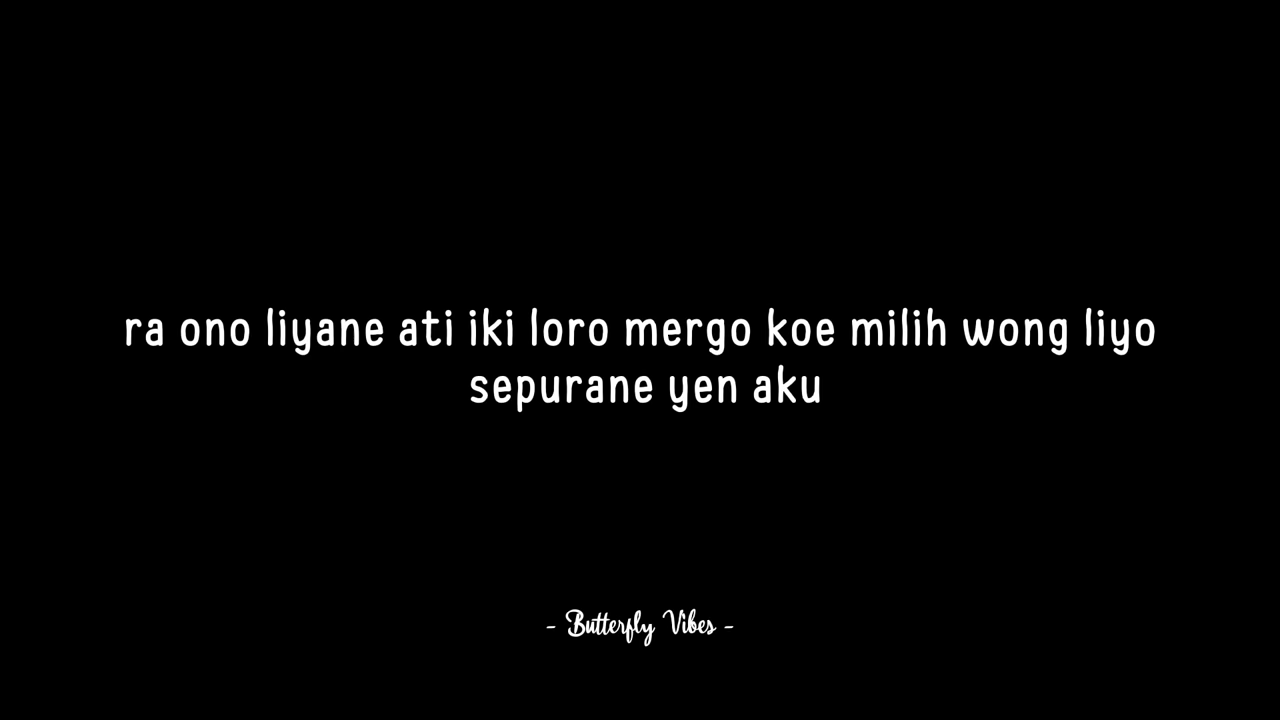 ra ono liyane ati iki loro mergo koe milih wong liyo
sepurane yen aku
- Butterfly Vibes -